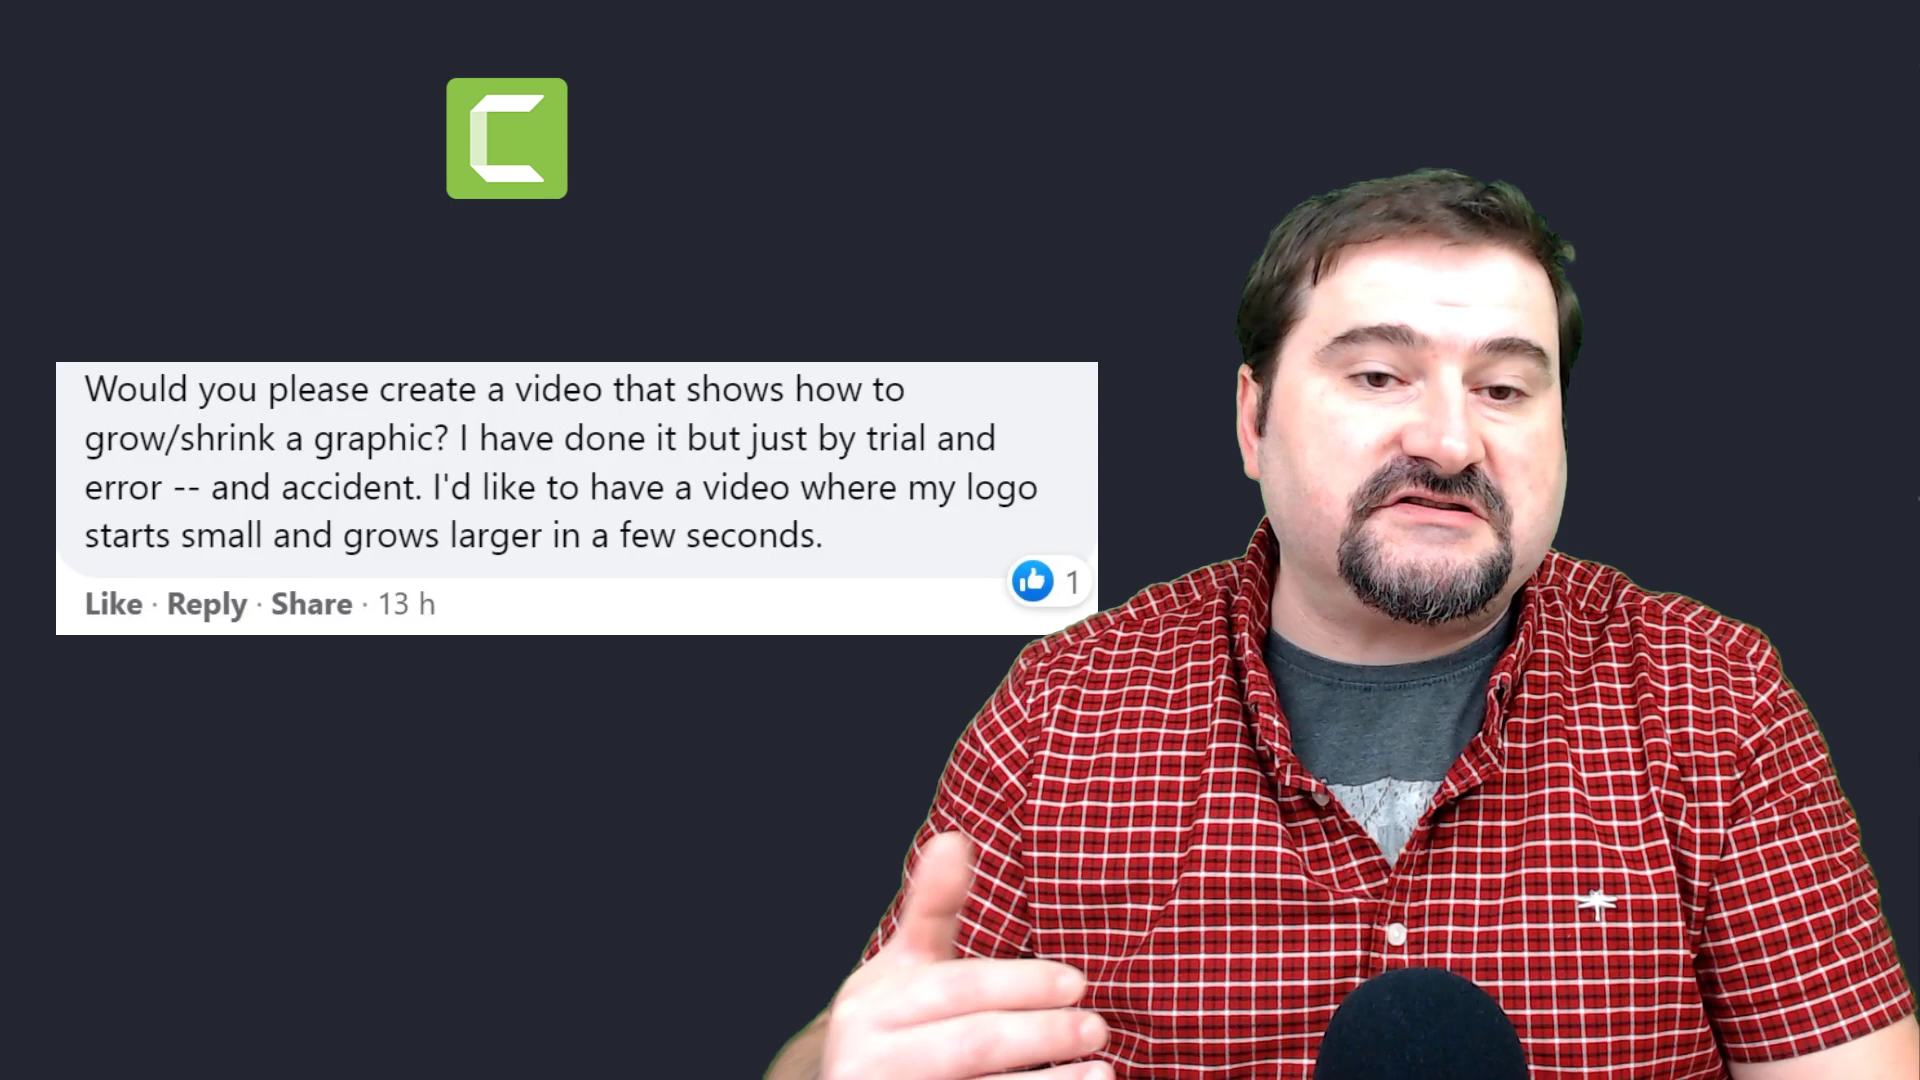 Would you please create a video that shows how to
grow/shrink a graphic? I have done it but just by trial and
error -- and accident. I'd like to have a video where my logo
starts small and grows larger in a few seconds.
1
Like · Reply · Share · 13 h